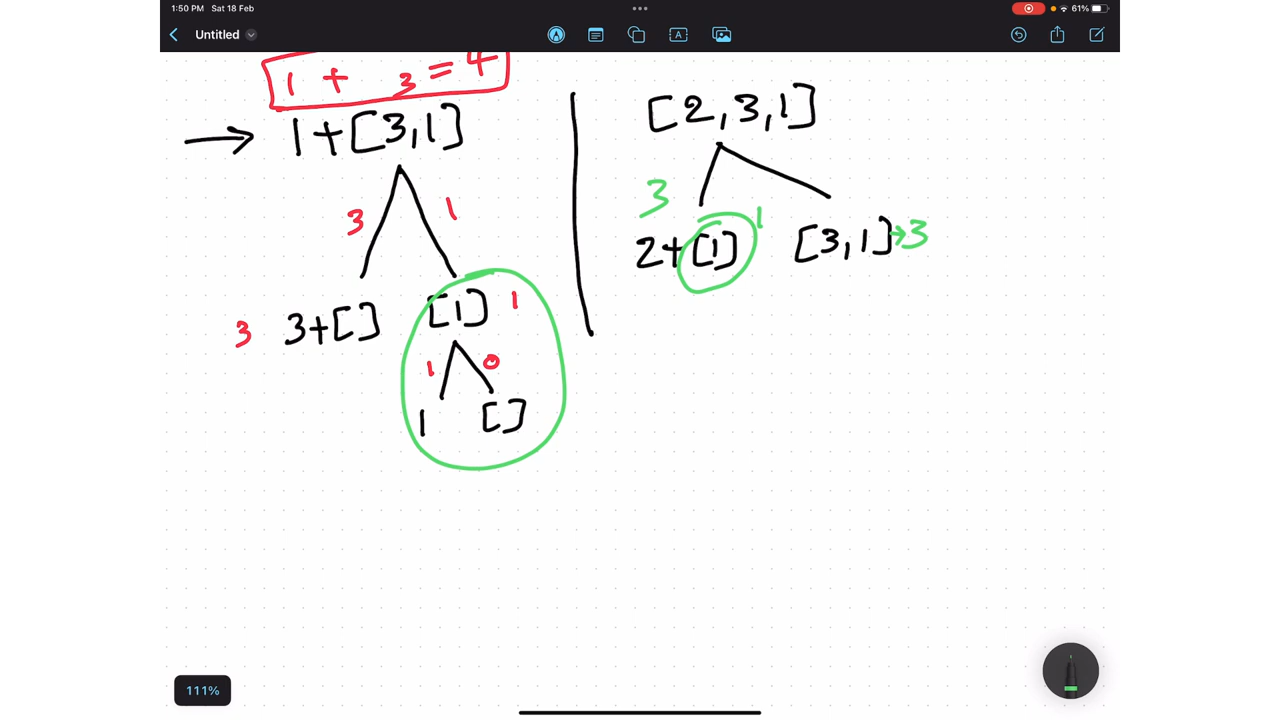 1:50 PM Sat 18 Feb
61%
Untitled
A
1 + 3 = 4
1+[3,1]
3 1
3 3+[] [1] 1
1 0
1 []
[2,3,1]
3 1
2+[1] [3,1]→3
111%